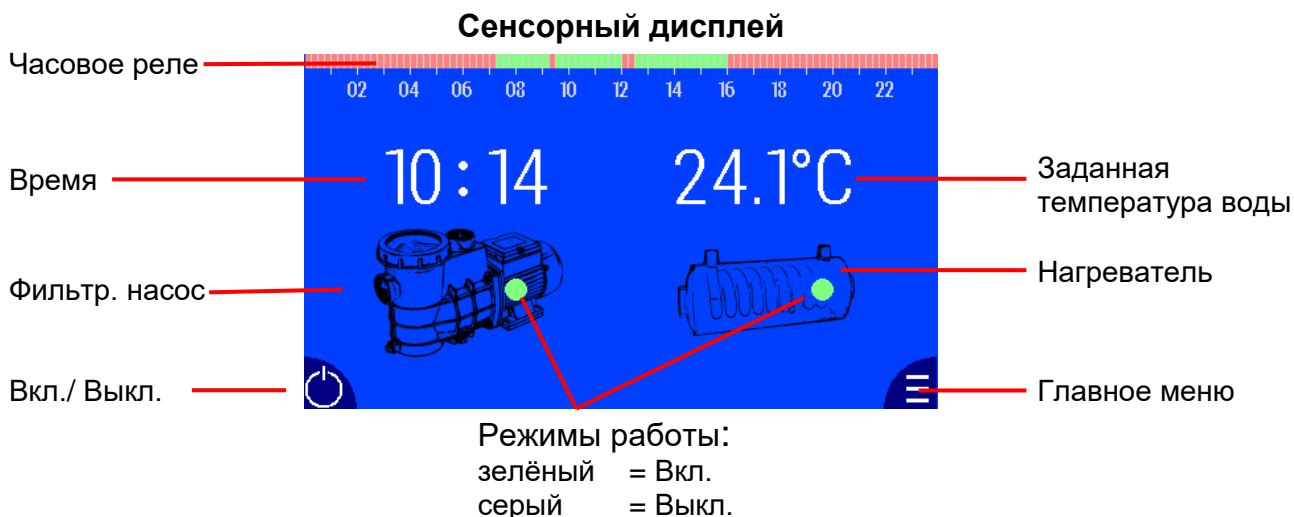 Сенсорный дисплей
Часовое реле
02 04 06 08 10 12 14 16 18 20 22
Время
10:14
24.1°C
Заданная
температура воды
Фильтр. насос
Нагреватель
Вкл./ Выкл.
Главное меню
Режимы работы:
зелёный = Вкл.
серый = Выкл.